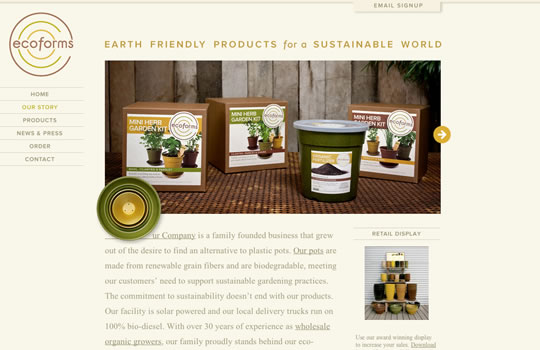 EMAIL SIGNUP
ecoforms
EARTH FRIENDLY PRODUCTS for a SUSTAINABLE WORLD
HOME
OUR STORY
PRODUCTS
NEWS & PRESS
ORDER
CONTACT
MINI HERB
GARDEN KIT
ecoforms
MINI HERB
GARDEN KIT
ecoforms
MINI HERB
GARDEN KIT
ecoforms
ur Company is a family founded business that grew
out of the desire to find an alternative to plastic pots. Our pots are
made from renewable grain fibers and are biodegradable, meeting
our customers' need to support sustainable gardening practices.
The commitment to sustainability doesn't end with our products.
Our facility is solar powered and our local delivery trucks run on
100% bio-diesel. With over 30 years of experience as wholesale
organic growers, our family proudly stands behind our eco-
RETAIL DISPLAY
Use our award winning display
to increase your sales. Download